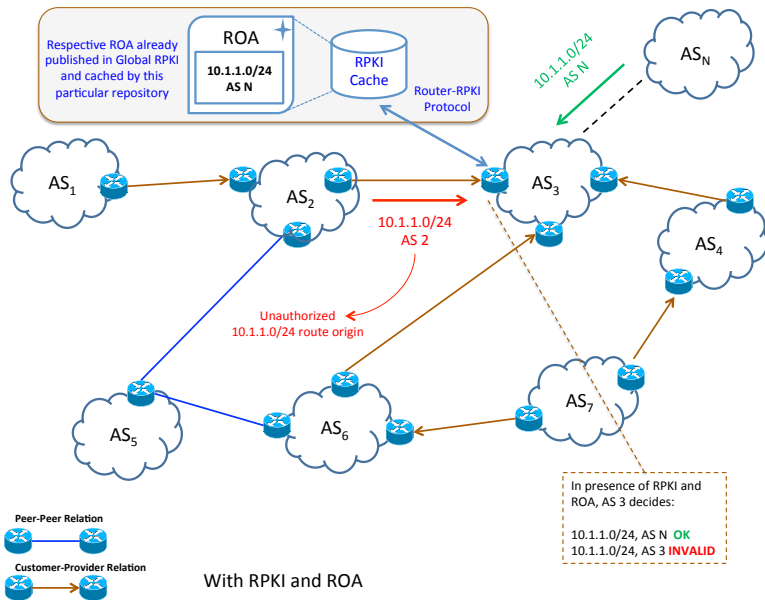 Respective ROA already
published in Global RPKI
and cached by this
particular repository
ROA
10.1.1.0/24
AS N
RPKI
Cache
Router-RPKI
Protocol
10.1.1.0/24
AS N
ASN
AS1
AS2
AS3
AS4
10.1.1.0/24
AS 2
Unauthorized
10.1.1.0/24 route origin
AS5
AS6
AS7
In presence of RPKI and
ROA, AS 3 decides:
10.1.1.0/24, AS N OK
10.1.1.0/24, AS 3 INVALID
Peer-Peer Relation
Customer-Provider Relation
With RPKI and ROA